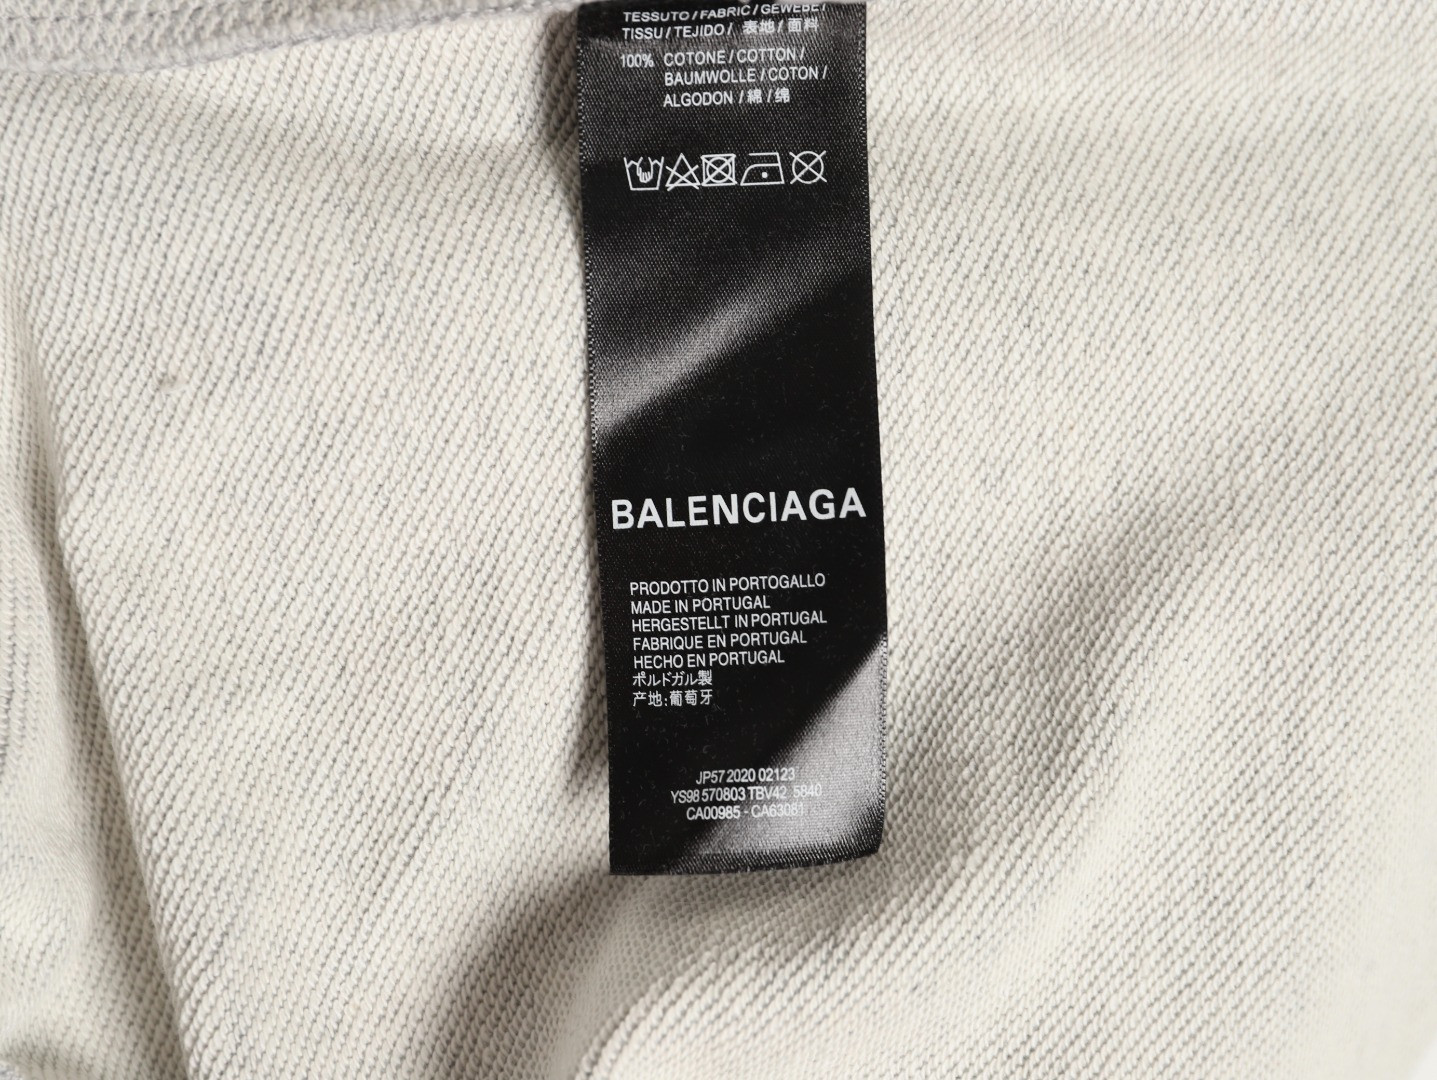 TESSUTO / FABRIC / GEWEBE /
TISSU / TEJIDO / 表地 / 面料
100% COTONE / COTTON /
BAUMWOLLE / COTON /
ALGODON / 綿 / 绵
BALENCIAGA
PRODOTTO IN PORTOGALLO
MADE IN PORTUGAL
HERGESTELLT IN PORTUGAL
FABRIQUE EN PORTUGAL
HECHO EN PORTUGAL
ポルドガル製
产地:葡萄牙
JP57 2020 02123
YS98 570803 TBV42 5840
CA00985 - CA63081